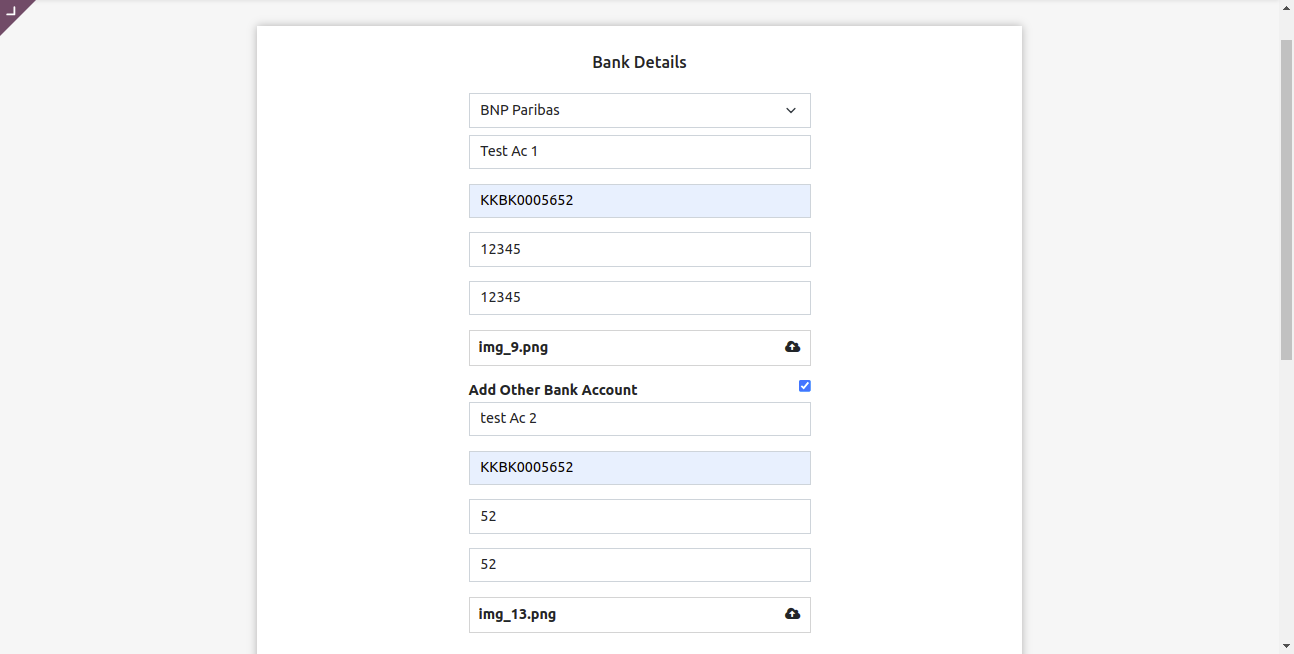 Bank Details
BNP Paribas
Test Ac 1
KKBK0005652
12345
12345
img_9.png
Add Other Bank Account
test Ac 2
KKBK0005652
52
52
img_13.png